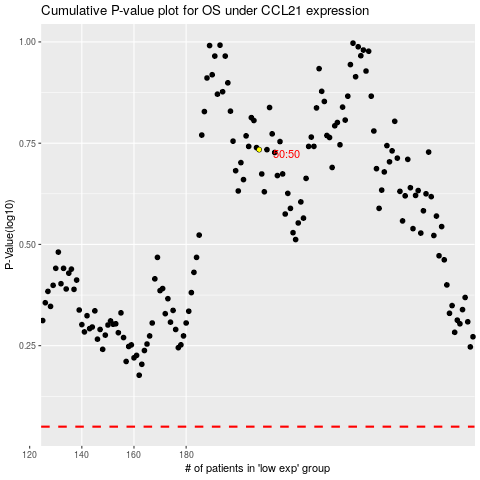 Cumulative P-value plot for OS under CCL21 expression
P-Value(log10)
1.00
0.75
0.50
0.25
50:50
120 140 160 180
# of patients in 'low exp' group